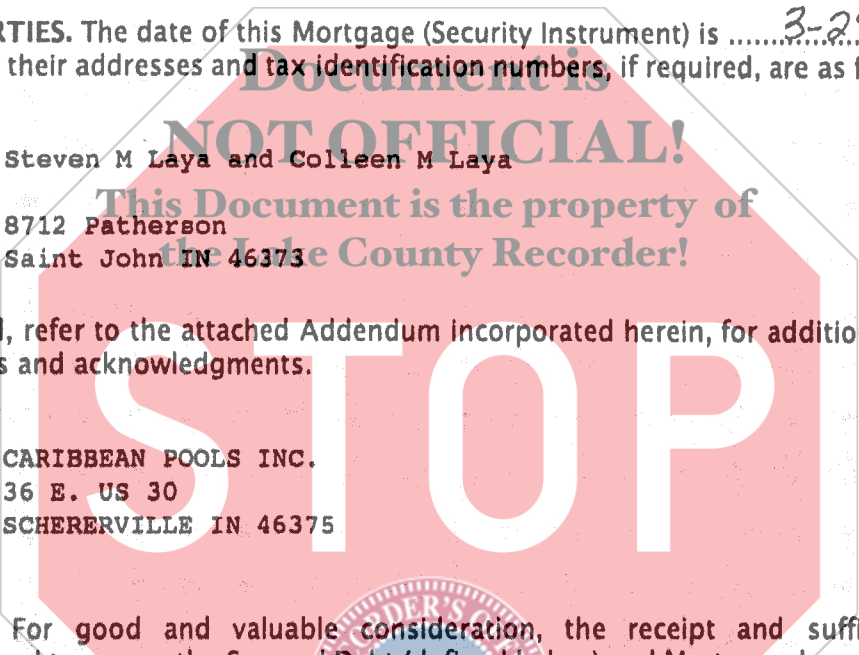 RTIES. The date of this Mortgage (Security Instrument) is ................
their addresses and tax identification numbers, if required, are as f
Document is
NOT OFFICIAL!
Steven M Laya and Colleen M Laya
This Document is the property of
8712 Patherson
the Lake County Recorder!
Saint John IN 46373
, refer to the attached Addendum incorporated herein, for additio
s and acknowledgments.
STOP
CARIBBEAN POOLS INC.
36 E. US 30
SCHERERVILLE IN 46375
For good and valuable consideration, the receipt and suffi